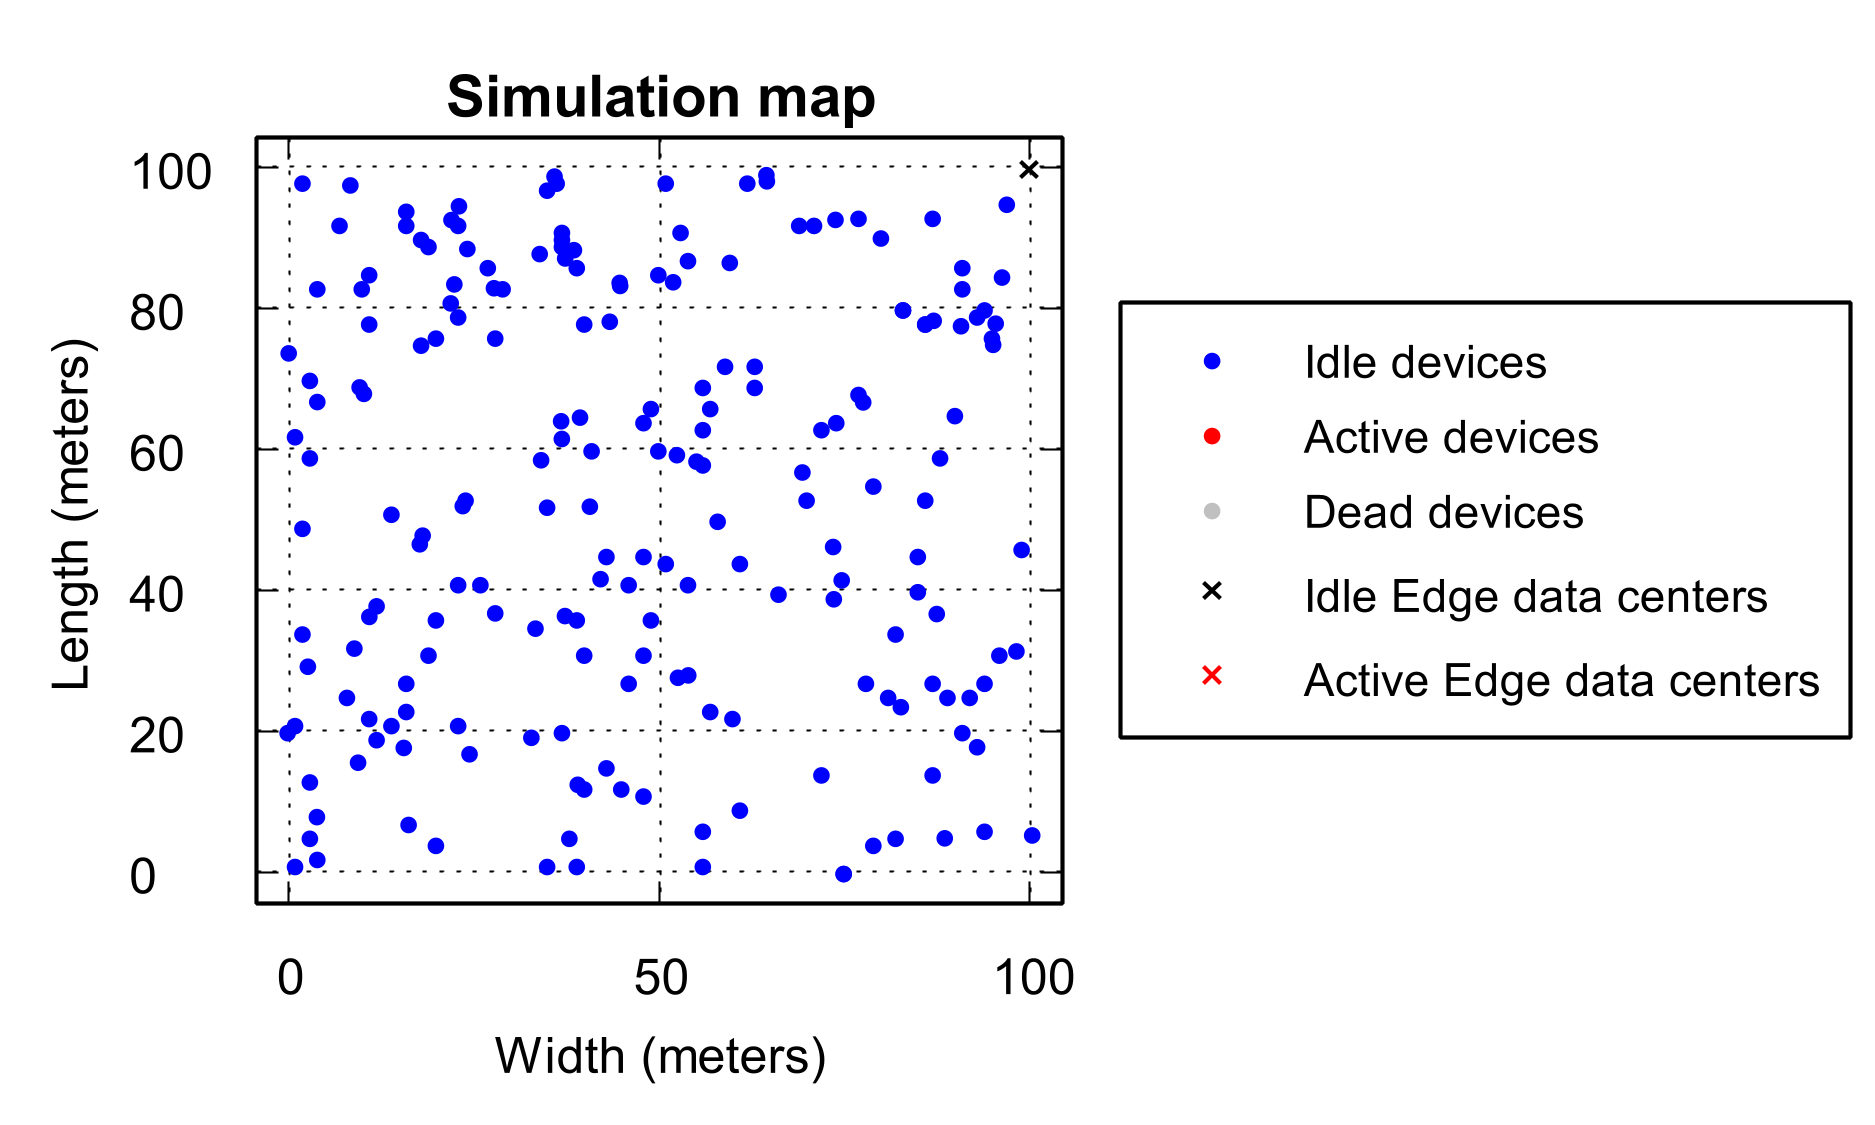 Simulation map
100
80
60
40
20
0
Length (meters)
0 50 100
Width (meters)
Idle devices
Active devices
Dead devices
Idle Edge data centers
Active Edge data centers